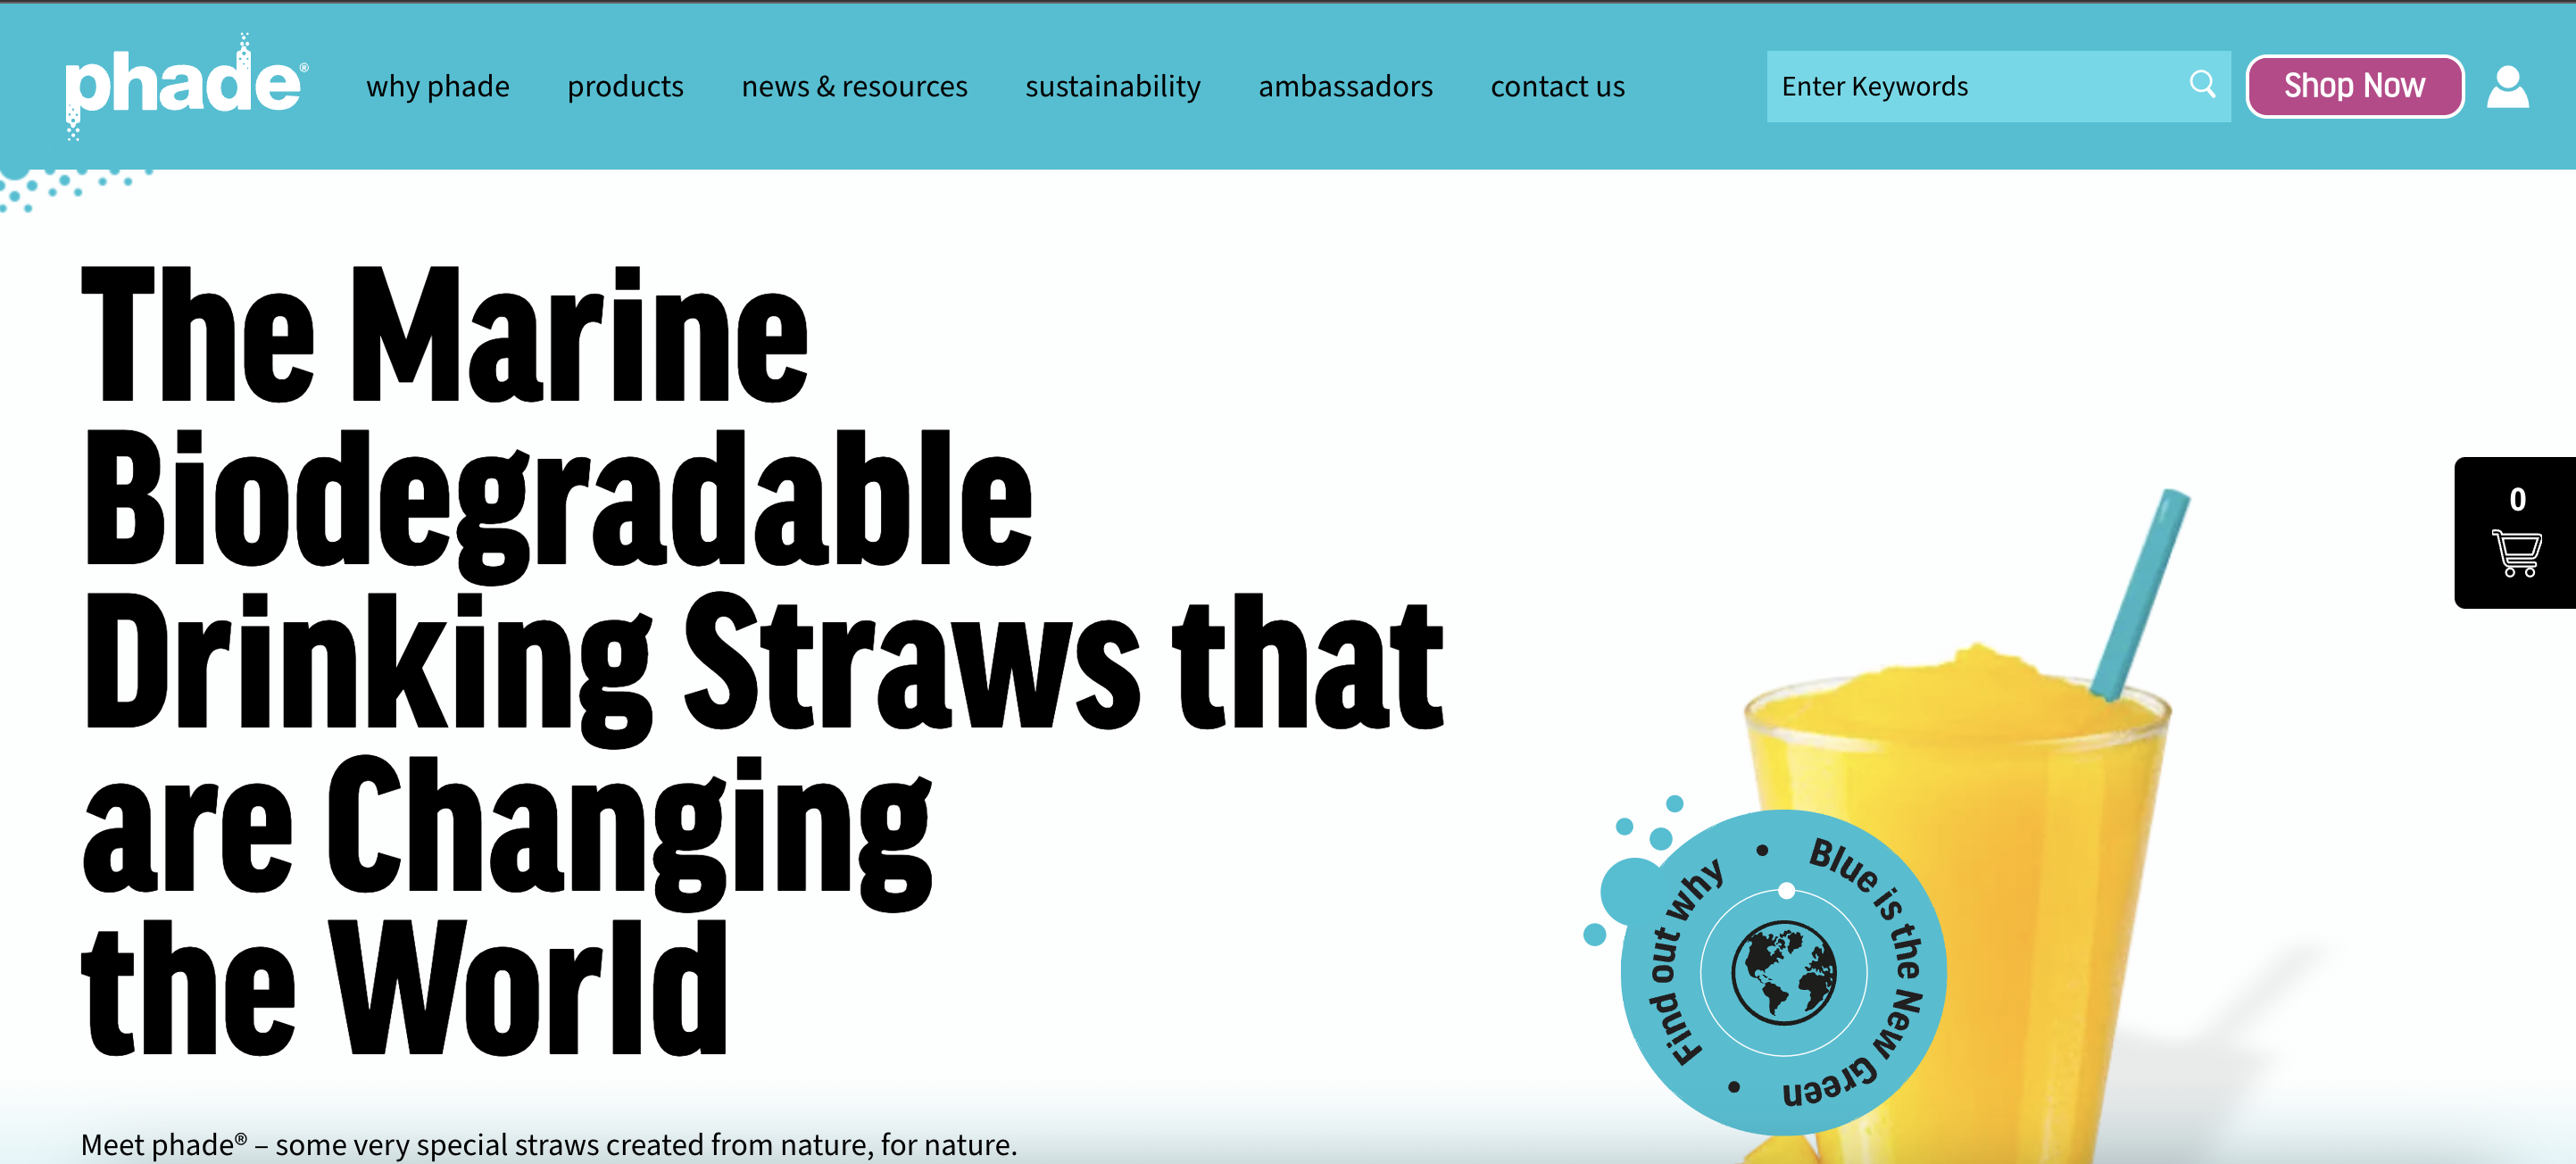 phade®
why phade
products
news & resources
sustainability
ambassadors
contact us
Enter Keywords
Shop Now
The Marine
Biodegradable
Drinking Straws that
are Changing
the World
0
Find out why • Blue is the New Green •
Meet phade® – some very special straws created from nature, for nature.